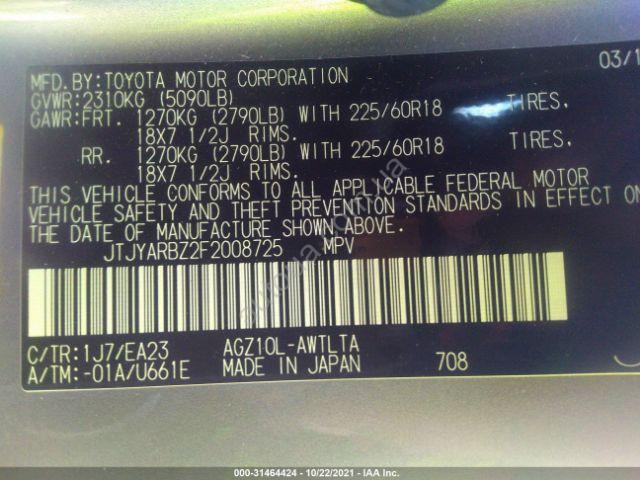 MFD.BY:TOYOTA MOTOR CORPORATION 03/1
GVWR:2310KG (5090LB)
GAWR:FRT. 1270KG (2790LB) WITH 225/60R18 TIRES,
18X7 1/2J RIMS.
RR. 1270KG (2790LB) WITH 225/60R18 TIRES,
18X7 1/2J RIMS.
THIS VEHICLE CONFORMS TO ALL APPLICABLE FEDERAL MOTOR
VEHICLE SAFETY AND THEFT PREVENTION STANDARDS IN EFFECT O
THE DATE OF MANUFACTURE SHOWN ABOVE.
JTJYARBZ2F2008725 MPV
C/TR:1J7/EA23 AGZ10L-AWTLTA
A/TM:-01A/U661E MADE IN JAPAN 708
000-31464424 - 10/22/2021 - IAA Inc.